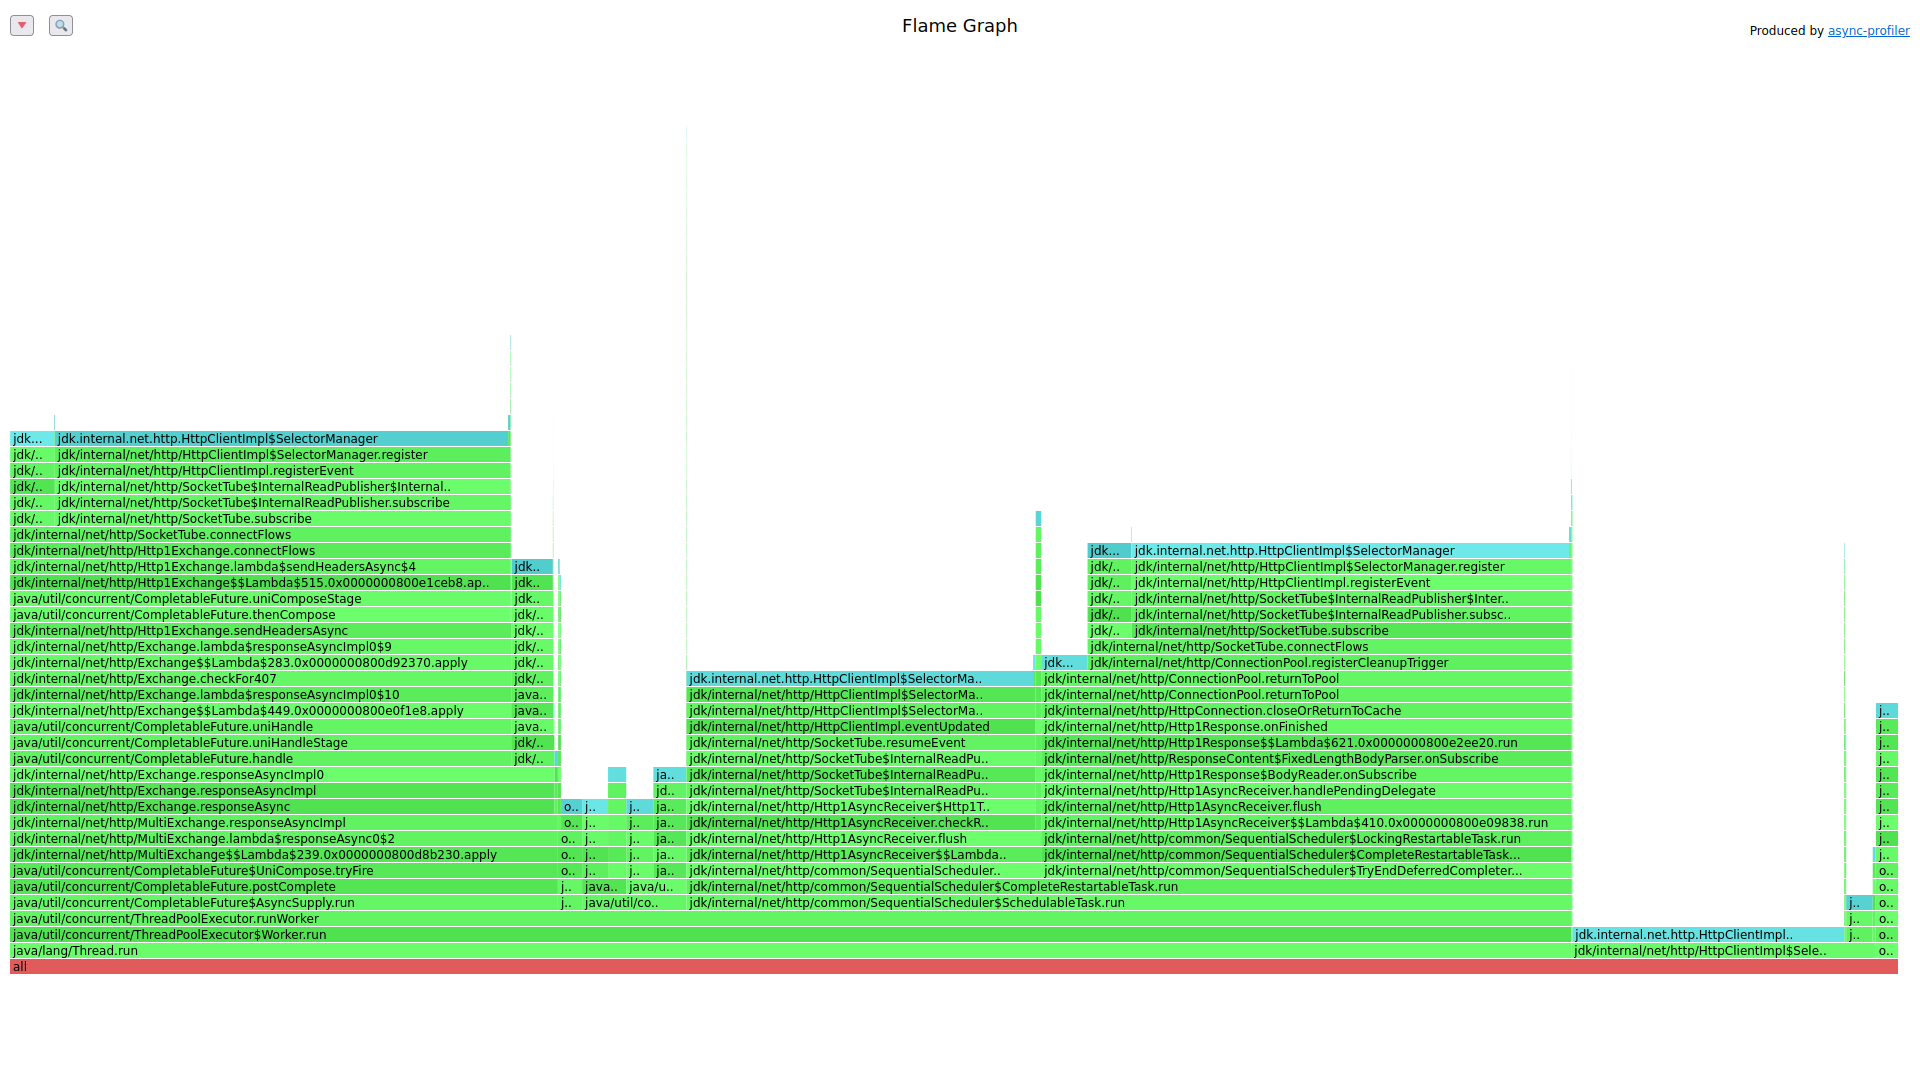 Flame Graph
Produced by async-profiler
jdk... jdk.internal.net.http.HttpClientImpl$SelectorManager
jdk/.. jdk/internal/net/http/HttpClientImpl$SelectorManager.register
jdk/.. jdk/internal/net/http/HttpClientImpl.registerEvent
jdk/.. jdk/internal/net/http/SocketTube$InternalReadPublisher$Internal..
jdk/.. jdk/internal/net/http/SocketTube$InternalReadPublisher.subscribe
jdk/.. jdk/internal/net/http/SocketTube.subscribe
jdk/internal/net/http/SocketTube.connectFlows
jdk/internal/net/http/Http1Exchange.connectFlows jdk... jdk.internal.net.http.HttpClientImpl$SelectorManager
jdk/internal/net/http/Http1Exchange.lambda$sendHeadersAsync$4 jdk.. jdk/.. jdk/internal/net/http/HttpClientImpl$SelectorManager.register
jdk/internal/net/http/Http1Exchange$$Lambda$515.0x0000000800e1ceb8.ap.. jdk.. jdk/.. jdk/internal/net/http/HttpClientImpl.registerEvent
java/util/concurrent/CompletableFuture.uniComposeStage jdk.. jdk/.. jdk/internal/net/http/SocketTube$InternalReadPublisher$Inter..
java/util/concurrent/CompletableFuture.thenCompose jdk/.. jdk/.. jdk/internal/net/http/SocketTube$InternalReadPublisher.subsc..
jdk/internal/net/http/Http1Exchange.sendHeadersAsync jdk/.. jdk/.. jdk/internal/net/http/SocketTube.subscribe
jdk/internal/net/http/Exchange.lambda$responseAsyncImpl0$9 jdk/.. jdk/internal/net/http/SocketTube.connectFlows
jdk/internal/net/http/Exchange$$Lambda$283.0x0000000800d92370.apply jdk/.. jdk... jdk/internal/net/http/ConnectionPool.registerCleanupTrigger
jdk/internal/net/http/Exchange.checkFor407 jdk/.. jdk.internal.net.http.HttpClientImpl$SelectorMa.. jdk/internal/net/http/ConnectionPool.returnToPool
jdk/internal/net/http/Exchange.lambda$responseAsyncImpl0$10 java.. jdk/internal/net/http/HttpClientImpl$SelectorMa.. jdk/internal/net/http/ConnectionPool.returnToPool
jdk/internal/net/http/Exchange$$Lambda$449.0x0000000800e0f1e8.apply java.. jdk/internal/net/http/HttpClientImpl$SelectorMa.. jdk/internal/net/http/HttpConnection.closeOrReturnToCache j..
java/util/concurrent/CompletableFuture.uniHandle java.. jdk/internal/net/http/HttpClientImpl.eventUpdated jdk/internal/net/http/Http1Response.onFinished j..
java/util/concurrent/CompletableFuture.uniHandleStage jdk/.. jdk/internal/net/http/SocketTube.resumeEvent jdk/internal/net/http/Http1Response$$Lambda$621.0x0000000800e2ee20.run j..
java/util/concurrent/CompletableFuture.handle jdk/.. jdk/internal/net/http/SocketTube$InternalReadPu.. jdk/internal/net/http/ResponseContent$FixedLengthBodyParser.onSubscribe j..
jdk/internal/net/http/Exchange.responseAsyncImpl0 ja.. jdk/internal/net/http/SocketTube$InternalReadPu.. jdk/internal/net/http/Http1Response$BodyReader.onSubscribe j..
jdk/internal/net/http/Exchange.responseAsyncImpl jd.. jdk/internal/net/http/SocketTube$InternalReadPu.. jdk/internal/net/http/Http1AsyncReceiver.handlePendingDelegate j..
jdk/internal/net/http/Exchange.responseAsync o.. j.. j.. ja.. jdk/internal/net/http/Http1AsyncReceiver$Http1T.. jdk/internal/net/http/Http1AsyncReceiver.flush j..
jdk/internal/net/http/MultiExchange.responseAsyncImpl o.. j.. j.. ja.. jdk/internal/net/http/Http1AsyncReceiver.checkR.. jdk/internal/net/http/Http1AsyncReceiver$$Lambda$410.0x0000000800e09838.run j..
jdk/internal/net/http/MultiExchange.lambda$responseAsync0$2 o.. j.. j.. ja.. jdk/internal/net/http/Http1AsyncReceiver.flush jdk/internal/net/http/common/SequentialScheduler$LockingRestartableTask.run j..
jdk/internal/net/http/MultiExchange$$Lambda$239.0x0000000800d8b230.apply o.. j.. j.. ja.. jdk/internal/net/http/Http1AsyncReceiver$$Lambda.. jdk/internal/net/http/common/SequentialScheduler$CompleteRestartableTask... j..
java/util/concurrent/CompletableFuture$UniCompose.tryFire o.. j.. j.. ja.. jdk/internal/net/http/common/SequentialScheduler.. jdk/internal/net/http/common/SequentialScheduler$TryEndDeferredCompleter... o..
java/util/concurrent/CompletableFuture.postComplete j.. java.. java/u.. jdk/internal/net/http/common/SequentialScheduler$CompleteRestartableTask.run o..
java/util/concurrent/CompletableFuture$AsyncSupply.run j.. java/util/co.. jdk/internal/net/http/common/SequentialScheduler$SchedulableTask.run j.. o..
java/util/concurrent/ThreadPoolExecutor.runWorker j.. o..
java/util/concurrent/ThreadPoolExecutor$Worker.run jdk.internal.net.http.HttpClientImpl.. j.. o..
java/lang/Thread.run jdk/internal/net/http/HttpClientImpl$Sele.. o..
all